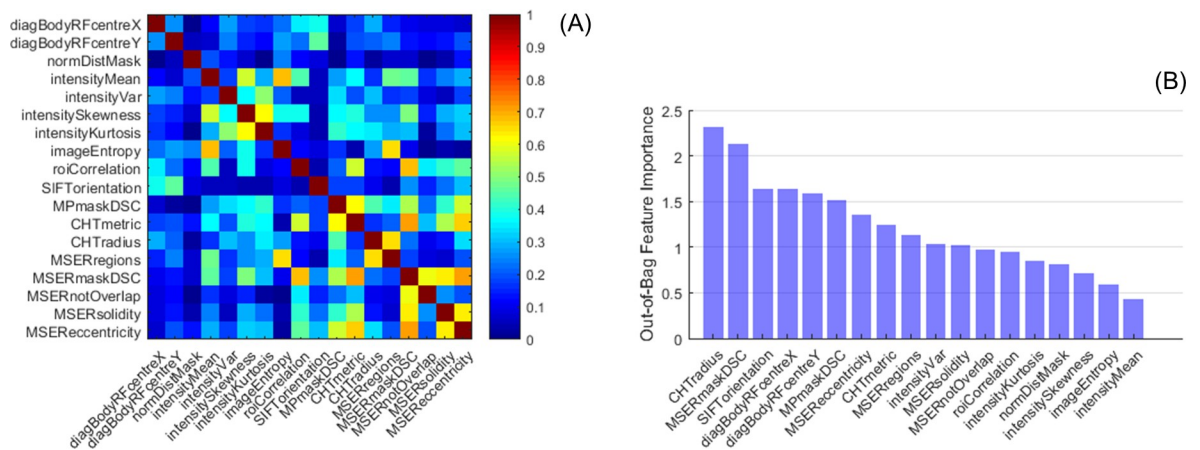 (A)
diagBodyRFcentreX
diagBodyRFcentreY
normDistMask
intensityMean
intensityVar
intensitySkewness
intensityKurtosis
imageEntropy
roiCorrelation
SIFTorientation
MPmaskDSC
CHTmetric
CHTradius
MSERregions
MSERmaskDSC
MSERnotOverlap
MSERsolidity
MSEReccentricity
1
0.9
0.8
0.7
0.6
0.5
0.4
0.3
0.2
0.1
0
diagBodyRFcentreX
diagBodyRFcentreY
normDistMask
intensityMean
intensityVar
intensitySkewness
intensityKurtosis
imageEntropy
roiCorrelation
SIFTorientation
MPmaskDSC
CHTmetric
CHTradius
MSERregions
MSERmaskDSC
MSERnotOverlap
MSERsolidity
MSEReccentricity
(B)
Out-of-Bag Feature Importance
2.5
2
1.5
1
0.5
0
CHTradius
MSERmaskDSC
SIFTorientation
diagBodyRFcentreX
diagBodyRFcentreY
MPmaskDSC
MSEReccentricity
CHTmetric
MSERregions
intensityVar
MSERsolidity
MSERnotOverlap
roiCorrelation
intensityKurtosis
normDistMask
intensitySkewness
imageEntropy
intensityMean